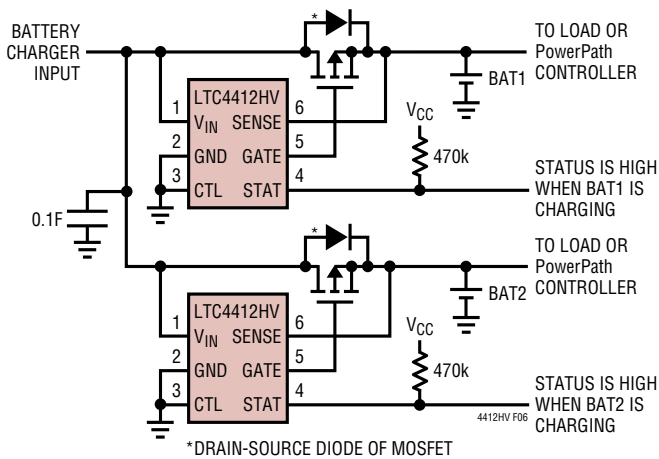 BATTERY
CHARGER
INPUT
*
TO LOAD OR
PowerPath
CONTROLLER
BAT1
LTC4412HV
1
VIN
SENSE
6
2
GND
GATE
5
3
CTL
STAT
4
VCC
470k
STATUS IS HIGH
WHEN BAT1 IS
CHARGING
0.1F
*
TO LOAD OR
PowerPath
CONTROLLER
BAT2
LTC4412HV
1
VIN
SENSE
6
2
GND
GATE
5
3
CTL
STAT
4
VCC
470k
STATUS IS HIGH
WHEN BAT2 IS
CHARGING
4412HV F06
*DRAIN-SOURCE DIODE OF MOSFET